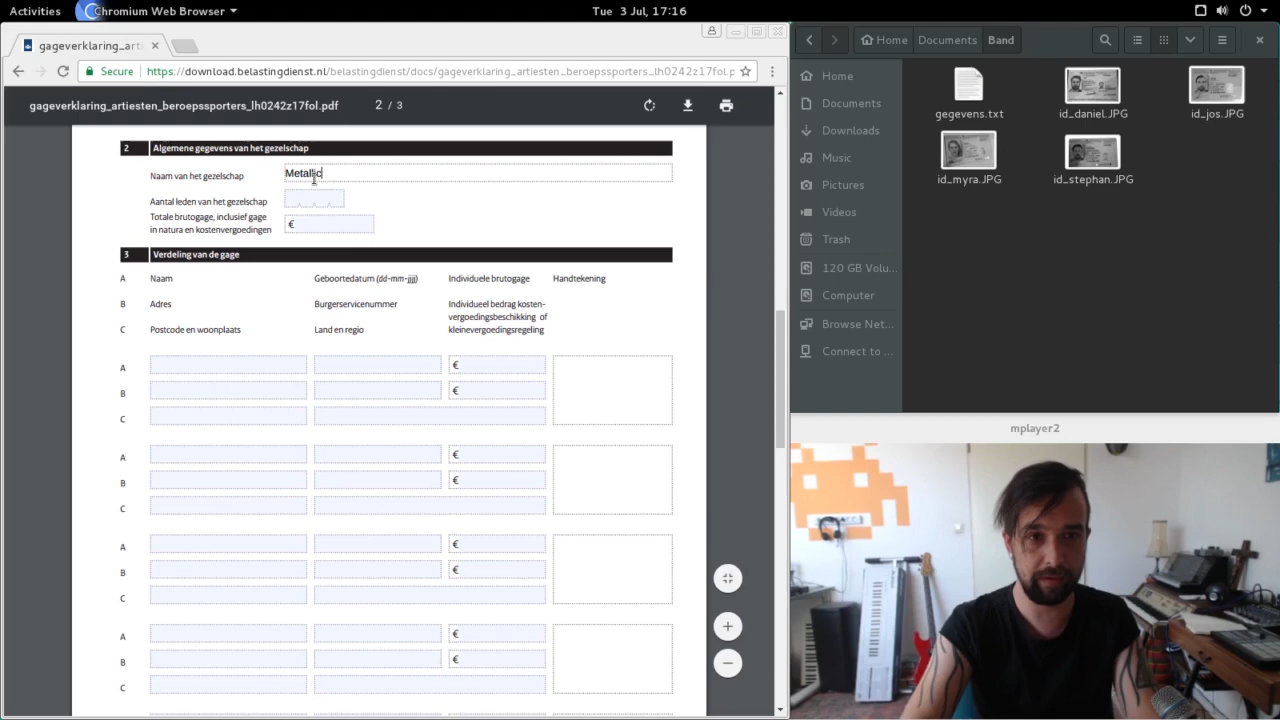 Activities Chromium Web Browser Tue 3 Jul, 17:16
gageverklaring_arti
Secure https://download.belastingdienst.nl/belastingdienst/docs/gageverklaring_artiesten_beroepssporters_lh0242z17fol.p
gageverklaring_artiesten_beroepssporters_lh0242z17fol.pdf 2 / 3
2 Algemene gegevens van het gezelschap
Naam van het gezelschap Metallic
Aantal leden van het gezelschap
Totale brutogage, inclusief gage
in natura en kostenvergoedingen €
3 Verdeling van de gage
A Naam Geboortedatum (dd-mm-jjjj) Individuele brutogage Handtekening
B Adres Burgerservicenummer Individueel bedrag kosten-
vergoedingsbeschikking of
C Postcode en woonplaats Land en regio kleinevergoedingsregeling
A €
B €
C
A €
B €
C
A €
B €
C
A €
B €
C
Home Documents Band
Home
Documents
Downloads
Music
Pictures
Videos
Trash
120 GB Volu...
Computer
Browse Net...
Connect to ...
gegevens.txt id_daniel.JPG id_jos.JPG
id_myra.JPG id_stephan.JPG
mplayer2